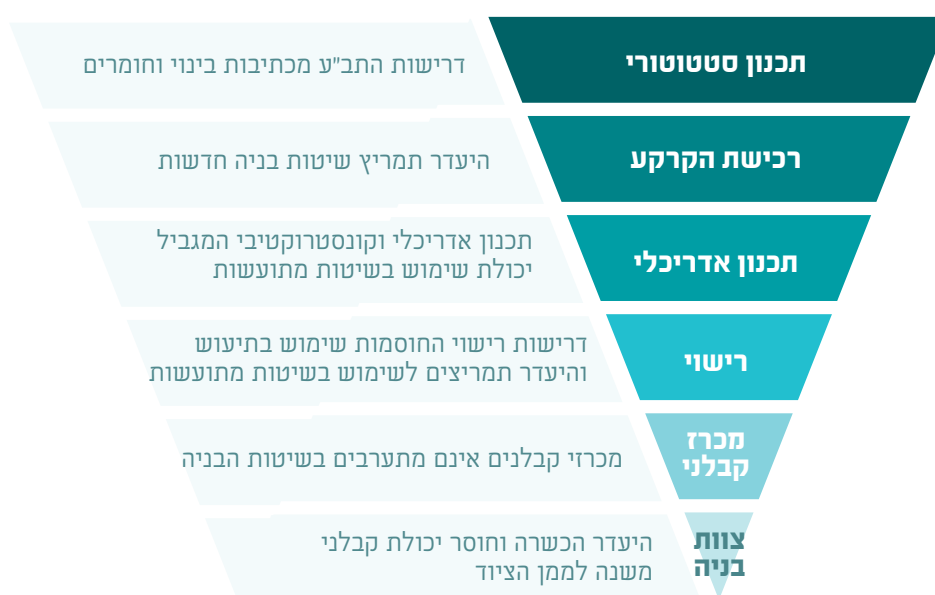 תכנון סטטוטורי
דרישות התב"ע מכתיבות בינוי וחומרים
רכישת הקרקע
היעדר תמריץ שיטות בניה חדשות
תכנון אדריכלי
תכנון אדריכלי וקונסטרוקטיבי המגביל
יכולת שימוש בשיטות מתועשות
רישוי
דרישות רישוי החוסמות שימוש בתיעוש
והיעדר תמריצים לשימוש בשיטות מתועשות
מכרז
קבלני
מכרזי קבלנים אינם מתערבים בשיטות הבניה
צוות
בניה
היעדר הכשרה וחוסר יכולת קבלני
משנה לממן הציוד